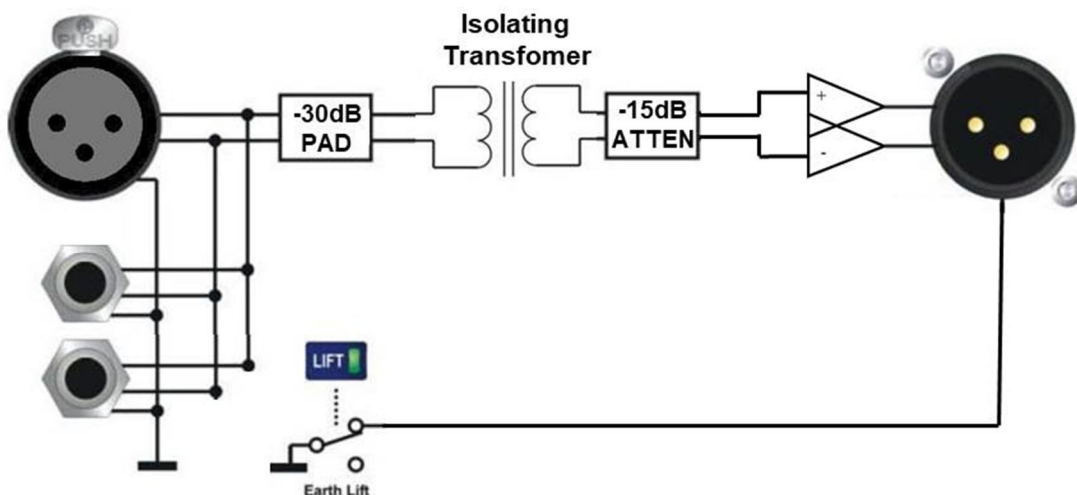 PUSH
Isolating
Transfomer
-30dB
PAD
-15dB
ATTEN
+
-
LIFT
Earth Lift